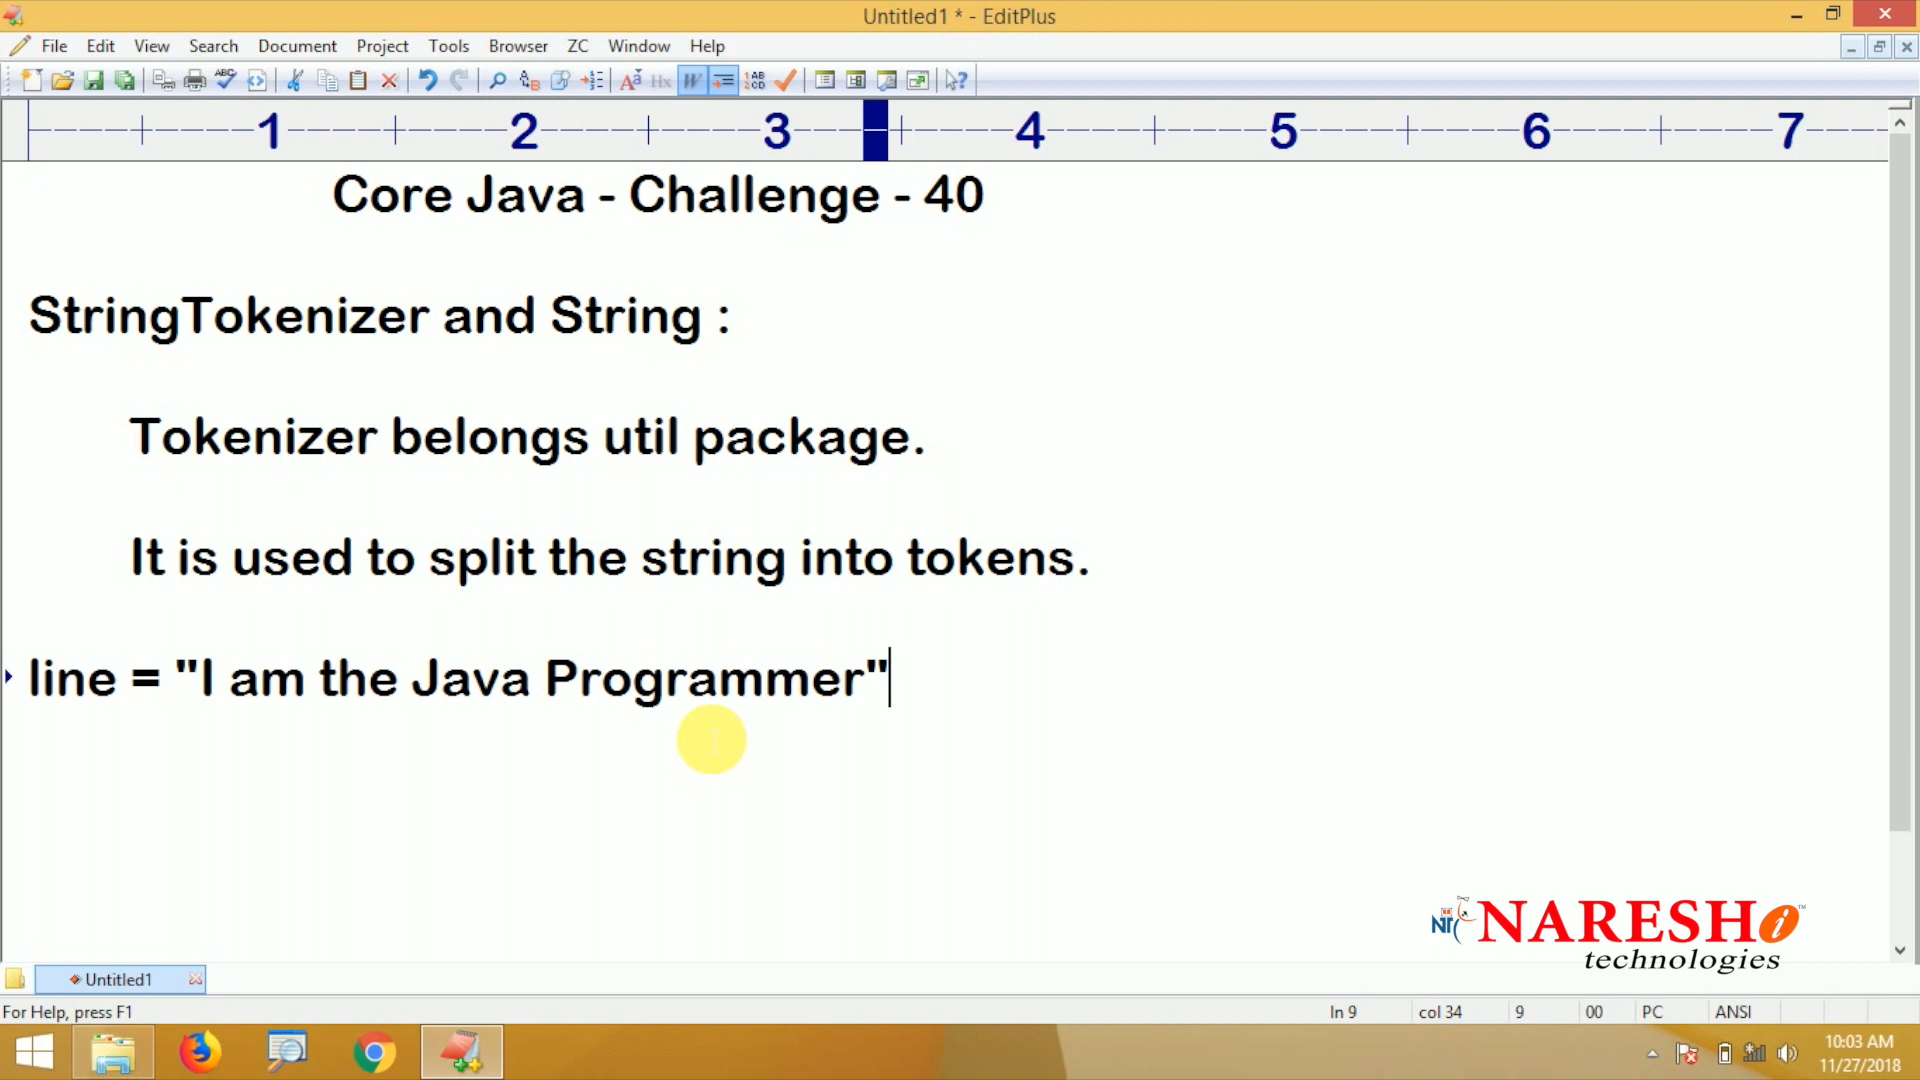 Untitled1 * - EditPlus
File Edit View Search Document Project Tools Browser ZC Window Help
1 2 3 4 5 6 7
Core Java - Challenge - 40
StringTokenizer and String :
Tokenizer belongs util package.
It is used to split the string into tokens.
line = "I am the Java Programmer"
NARESHi
technologies
Untitled1
For Help, press F1 ln 9 col 34 9 00 PC ANSI
10:03 AM
11/27/2018